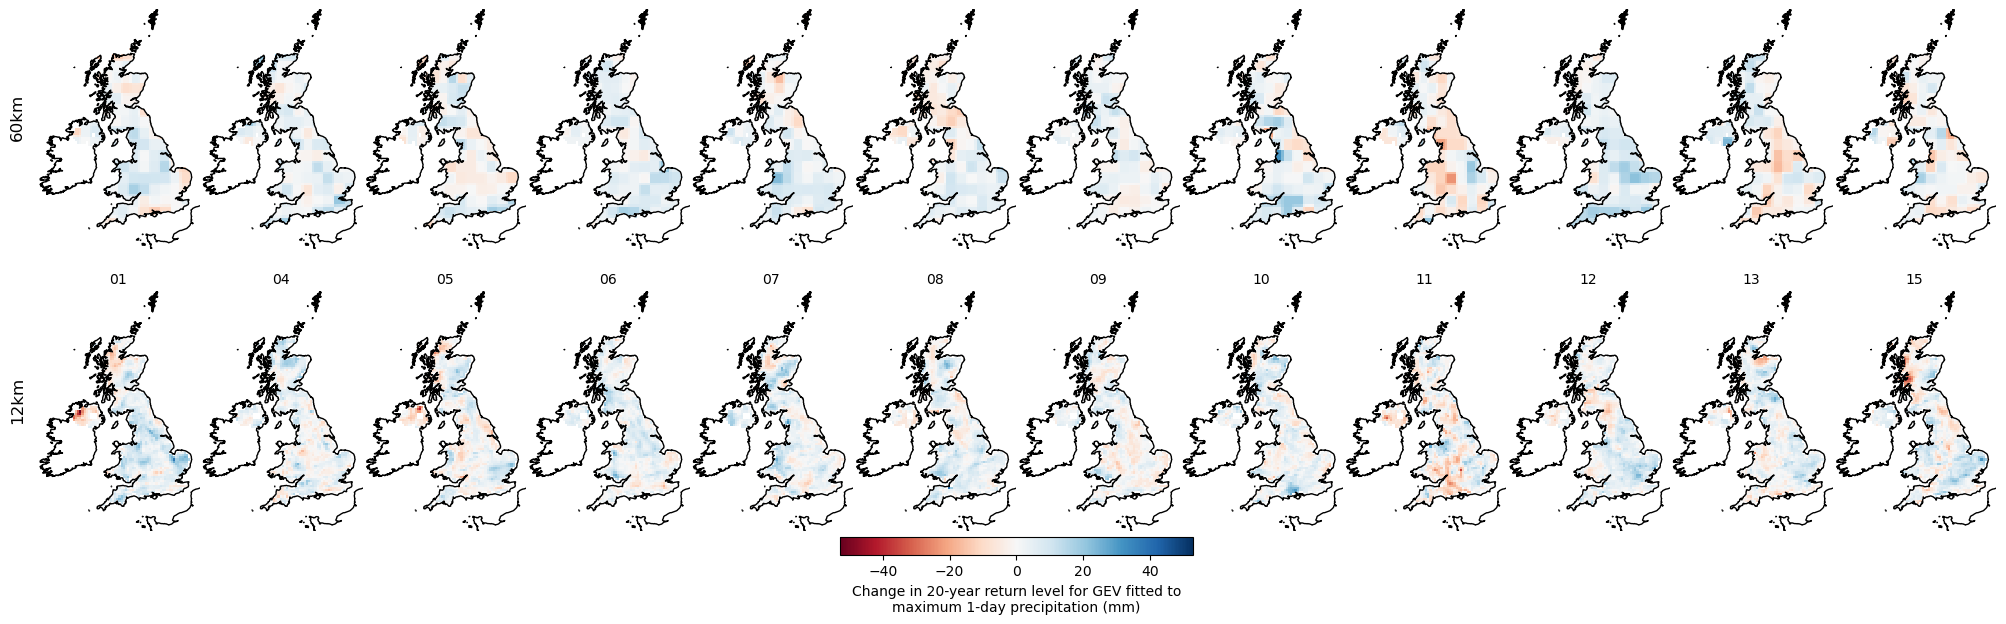 60km
01 04 05 06 07 08 09 10 11 12 13 15
12km
−40 −20 0 20 40
Change in 20-year return level for GEV fitted to
maximum 1-day precipitation (mm)